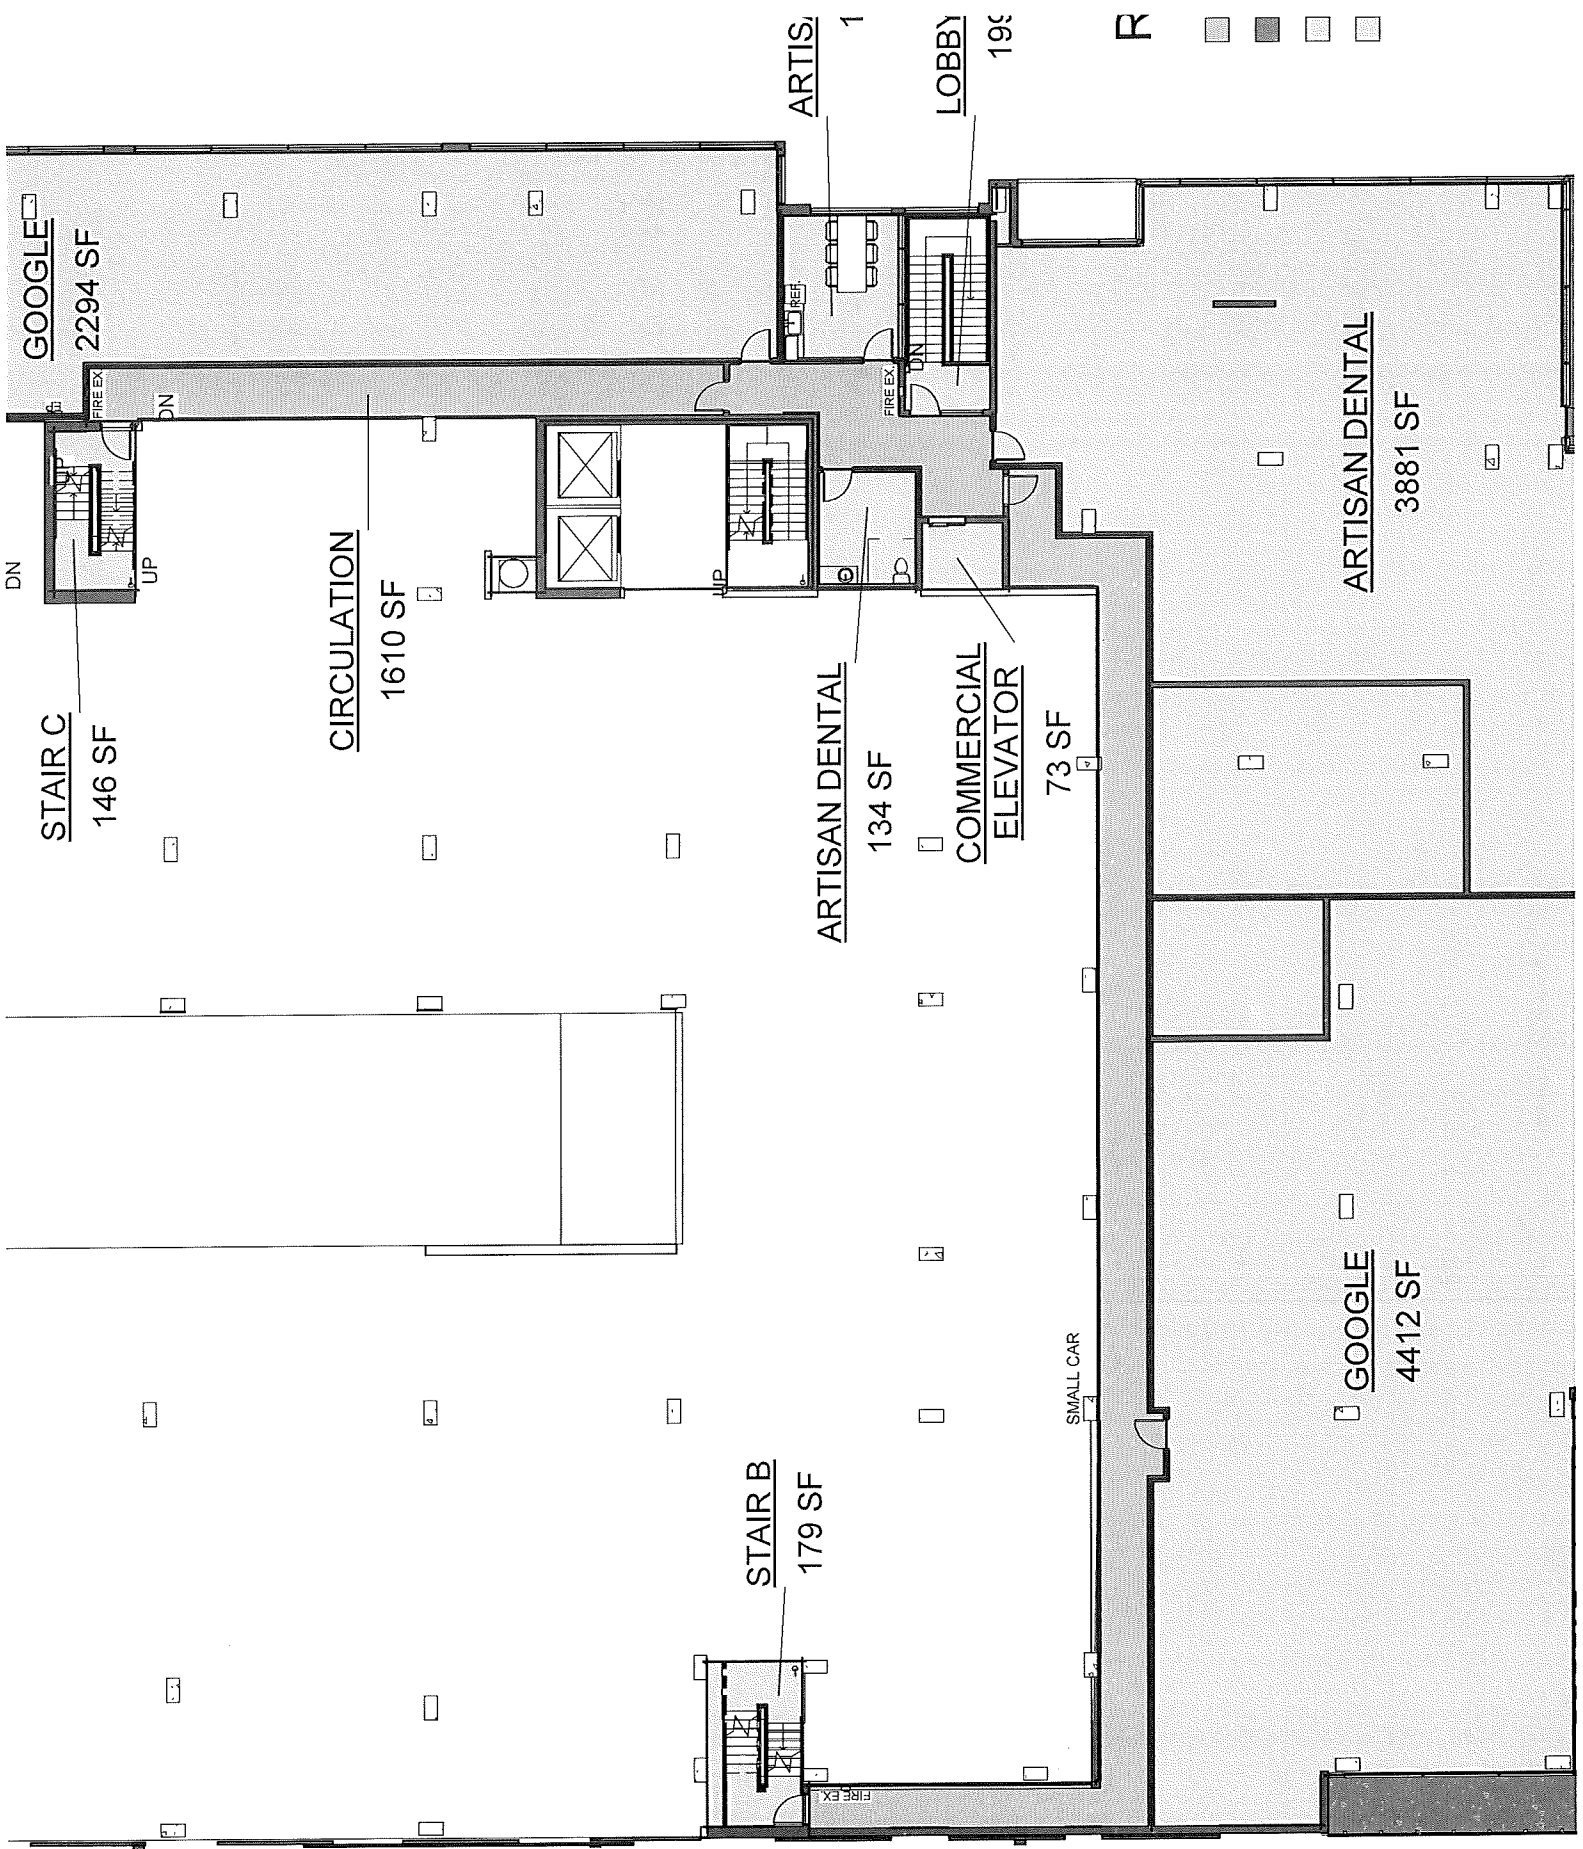 GOOGLE
2294 SF
FIRE EX.
DN
DN
UP
UP
STAIR C
146 SF
CIRCULATION
1610 SF
UP
REF.
FIRE EX.
DN
LOBBY
ARTISAN DENTAL
134 SF
COMMERCIAL
ELEVATOR
73 SF
ARTISAN DENTAL
3881 SF
SMALL CAR
STAIR B
179 SF
FIRE EX.
GOOGLE
4412 SF